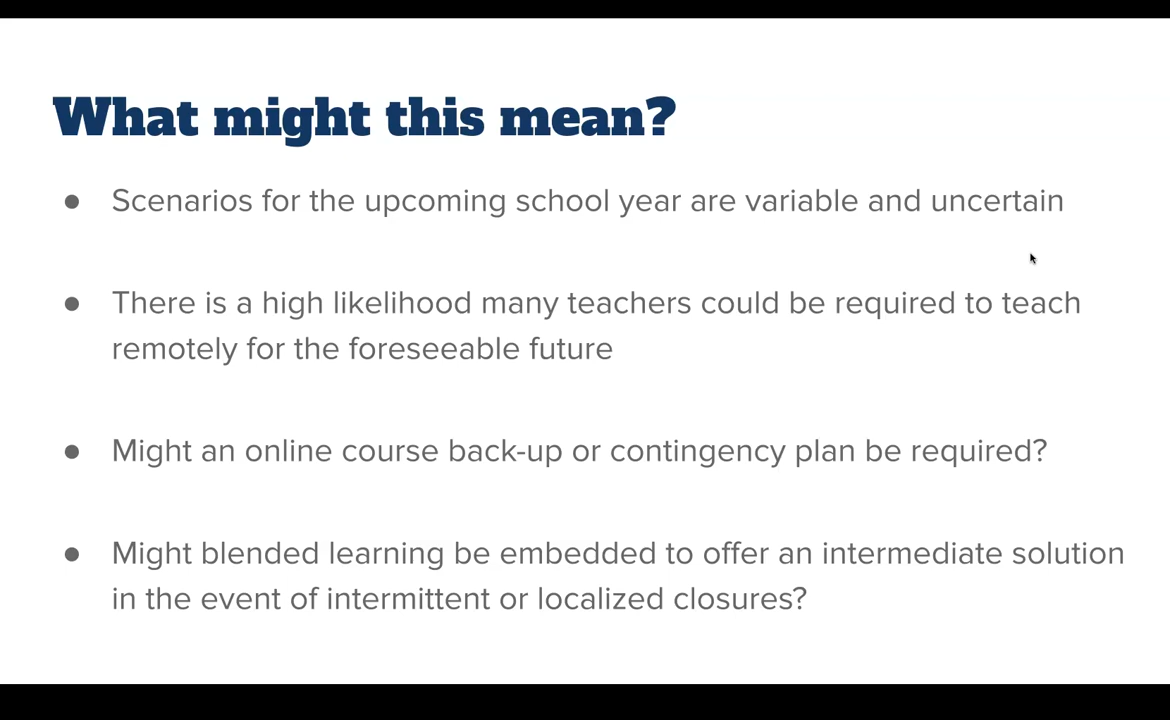 What might this mean?
● Scenarios for the upcoming school year are variable and uncertain
● There is a high likelihood many teachers could be required to teach
remotely for the foreseeable future
● Might an online course back-up or contingency plan be required?
● Might blended learning be embedded to offer an intermediate solution
in the event of intermittent or localized closures?